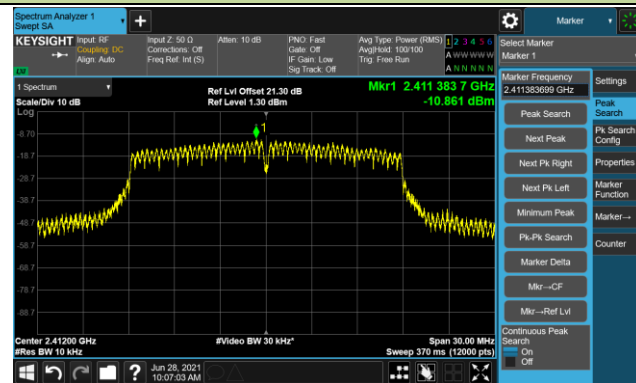 Spectrum Analyzer 1
Swept SA
Marker
KEYSIGHT
Input: RF
Coupling: DC
Align: Auto
Input Z: 50 Ω
Corrections: Off
Freq Ref: Int (S)
Atten: 10 dB
PNO: Fast
Gate: Off
IF Gain: Low
Sig Track: Off
Avg Type: Power (RMS)
Avg|Hold: 100/100
Trig: Free Run
1 2 3 4 5 6
A W W W W W
A N N N N N
Select Marker
Marker 1
1 Spectrum
Scale/Div 10 dB
Log
Ref Lvl Offset 21.30 dB
Ref Level 1.30 dBm
Mkr1 2.411 383 7 GHz
-10.861 dBm
1
-8.70
-18.7
-28.7
-38.7
-48.7
-58.7
-68.7
-78.7
-88.7
Center 2.41200 GHz
#Res BW 10 kHz
#Video BW 30 kHz*
Span 30.00 MHz
Sweep 370 ms (12000 pts)
Marker Frequency
2.411383699 GHz
Peak Search
Next Peak
Next Pk Right
Next Pk Left
Minimum Peak
Pk-Pk Search
Marker Delta
Mkr→CF
Mkr→Ref Lvl
Continuous Peak
Search
On
Off
Settings
Peak
Search
Pk Search
Config
Properties
Marker
Function
Marker→
Counter
Jun 28, 2021
10:07:03 AM